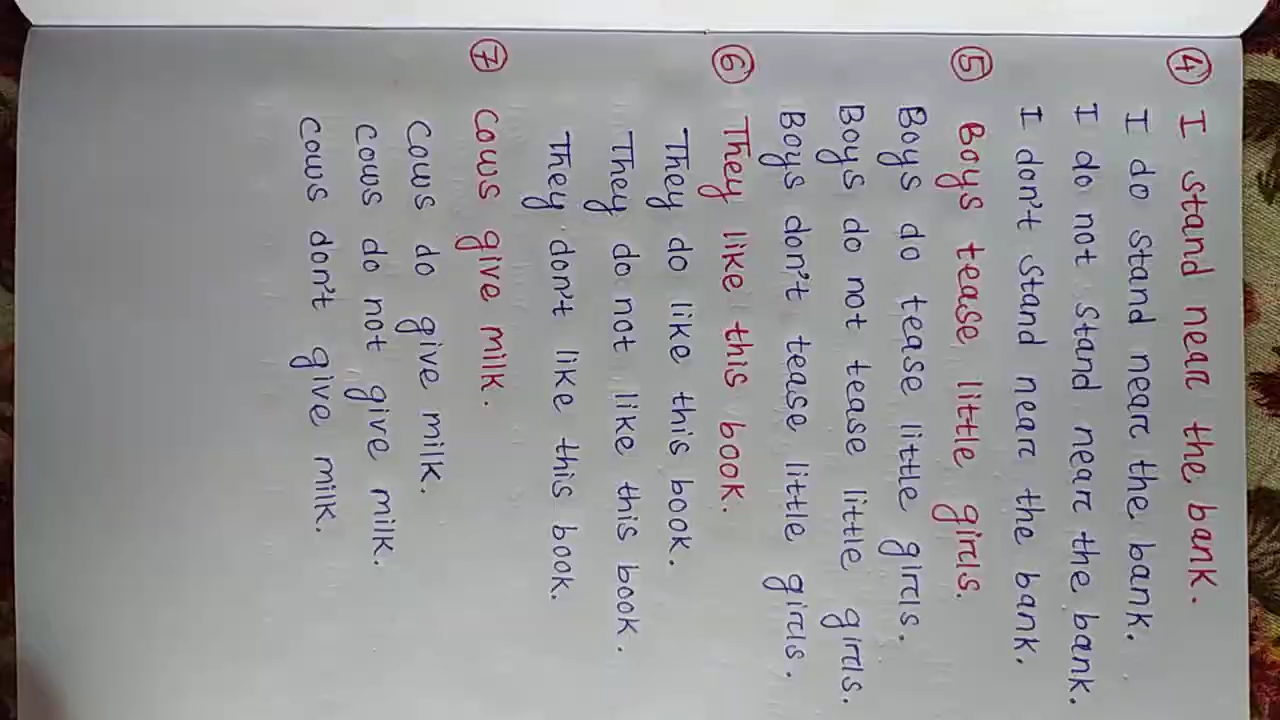 ④ I stand near the bank.
I do stand near the bank.
I do not stand near the bank.
I don't stand near the bank.
⑤ Boys tease little girls.
Boys do tease little girls.
Boys do not tease little girls.
Boys don't tease little girls.
⑥ They like this book.
They do like this book.
They do not like this book.
They don't like this book.
⑦ Cows give milk.
Cows do give milk.
Cows do not give milk.
Cows don't give milk.